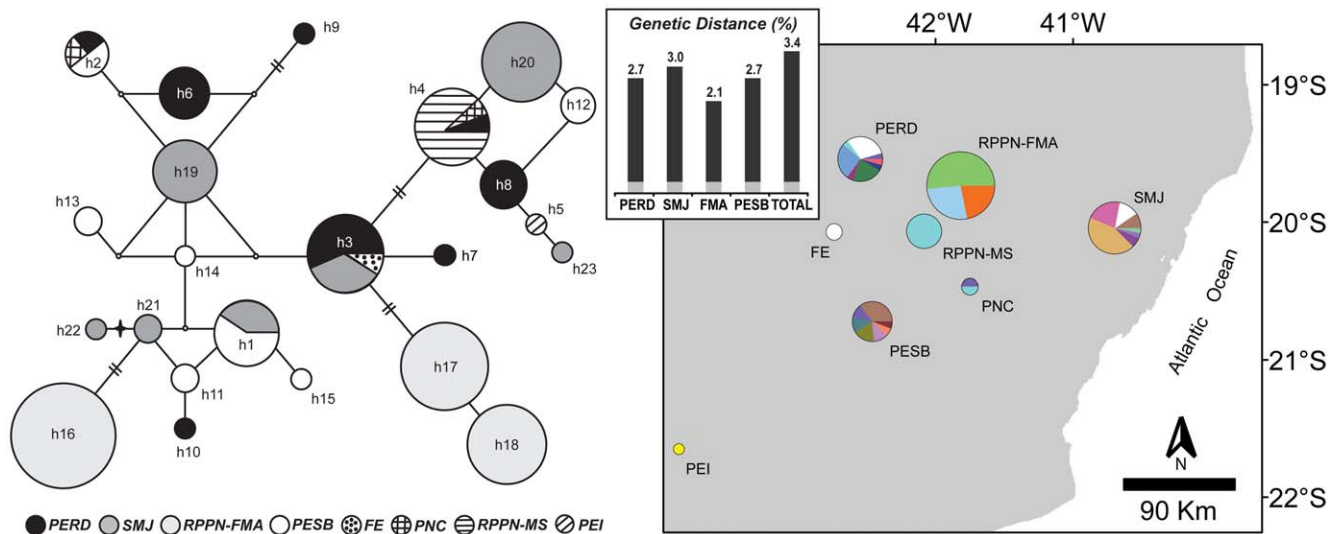 h9
h2
h6
h19
h13
h14
h3
h7
h4
h20
h12
h8
h5
h23
h22
h21
h1
h11
h15
h10
h16
h17
h18
PERD SMJ RPPN-FMA PESB FE PNC RPPN-MS PEI
Genetic Distance (%)
2.7 3.0 2.1 2.7 3.4
PERD SMJ FMA PESB TOTAL
42°W 41°W
19°S
20°S
21°S
22°S
PERD
RPPN-FMA
SMJ
FE
RPPN-MS
PNC
PESB
PEI
Atlantic Ocean
N
90 Km